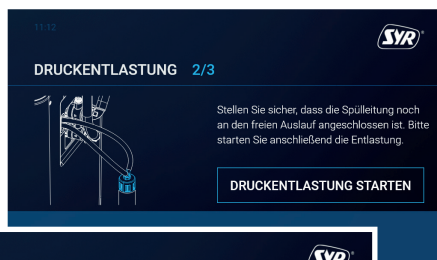 11:12
SYR®
DRUCKENTLASTUNG 2/3
Stellen Sie sicher, dass die Spülleitung noch
an den freien Auslauf angeschlossen ist. Bitte
starten Sie anschließend die Entlastung.
DRUCKENTLASTUNG STARTEN
SYR®